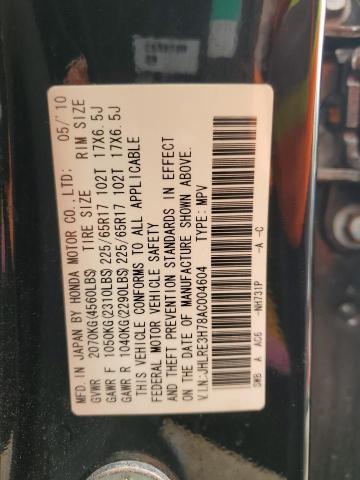 MFD. IN JAPAN BY HONDA MOTOR CO., LTD: 05/'10
TIRE SIZE RIM SIZE
GVWR 2070KG(4560LBS)
GAWR F 1050KG(2310LBS) 225/65R17 102T 17X6.5J
GAWR R 1040KG(2290LBS) 225/65R17 102T 17X6.5J
THIS VEHICLE CONFORMS TO ALL APPLICABLE
FEDERAL MOTOR VEHICLE SAFETY
AND THEFT PREVENTION STANDARDS IN EFFECT
ON THE DATE OF MANUFACTURE SHOWN ABOVE.
V.I.N.:JHLRE3H78AC004604 TYPE: MPV
SWB A AC6 -NH731P -A -C